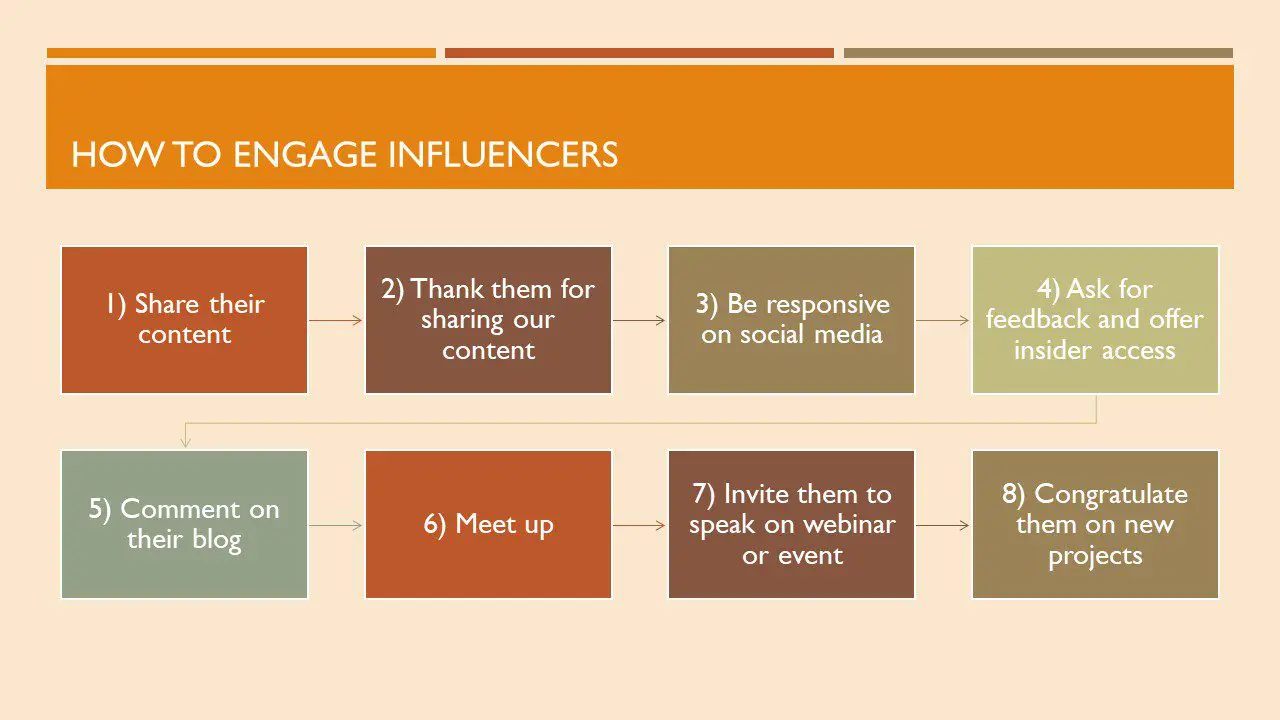 HOW TO ENGAGE INFLUENCERS
1) Share their
content
2) Thank them for
sharing our
content
3) Be responsive
on social media
4) Ask for
feedback and offer
insider access
5) Comment on
their blog
6) Meet up
7) Invite them to
speak on webinar
or event
8) Congratulate
them on new
projects